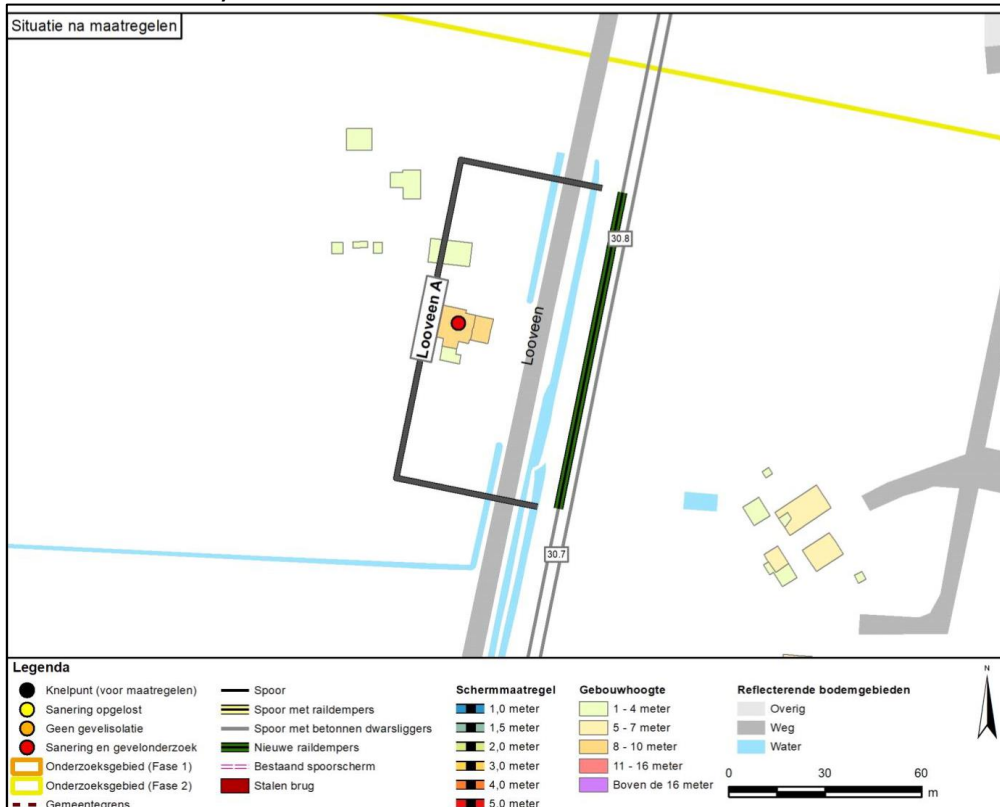 Situatie na maatregelen
30.8
Looveen A
Looveen
30.7
Legenda
Knelpunt (voor maatregelen)
Sanering opgelost
Geen gevelisolatie
Sanering en gevelonderzoek
Onderzoeksgebied (Fase 1)
Onderzoeksgebied (Fase 2)
Gemeentegrens
Spoor
Spoor met raildempers
Spoor met betonnen dwarsliggers
Nieuwe raildempers
Bestaand spoorscherm
Stalen brug
Schermmaatregel
1,0 meter
1,5 meter
2,0 meter
3,0 meter
4,0 meter
5,0 meter
Gebouwhoogte
1 - 4 meter
5 - 7 meter
8 - 10 meter
11 - 16 meter
Boven de 16 meter
Reflecterende bodemgebieden
Overig
Weg
Water
N
0 30 60
m